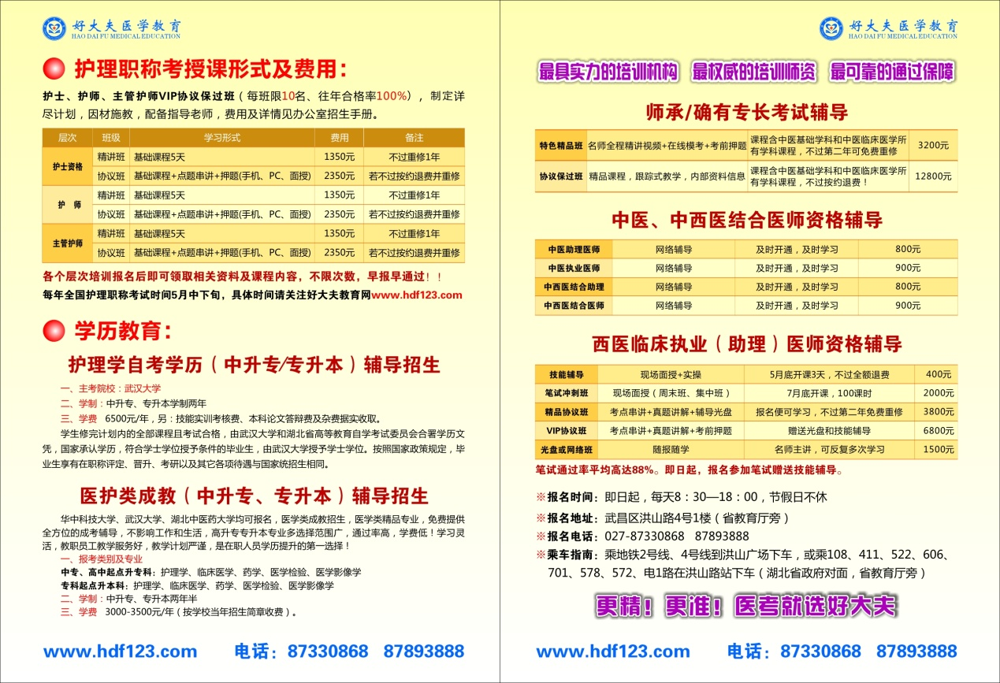 好大夫医学教育
HAO DAI FU MEDICAL EDUCATION
护理职称考授课形式及费用：
护士、护师、主管护师VIP协议保过班（每班限10名、往年合格率100%），制定详
尽计划，因材施教，配备指导老师，费用及详情见办公室招生手册。
层次 班级 学习形式 费用 备注
护士资格 精讲班 基础课程5天 1350元 不过重修1年
协议班 基础课程+点题串讲+押题(手机、PC、面授) 2350元 若不过按约退费并重修
护 师 精讲班 基础课程5天 1350元 不过重修1年
协议班 基础课程+点题串讲+押题(手机、PC、面授) 2350元 若不过按约退费并重修
主管护师 精讲班 基础课程5天 1350元 不过重修1年
协议班 基础课程+点题串讲+押题(手机、PC、面授) 2350元 若不过按约退费并重修
各个层次培训报名后即可领取相关资料及课程内容，不限次数，早报早通过！！
每年全国护理职称考试时间5月中下旬，具体时间请关注好大夫教育网www.hdf123.com
学历教育：
护理学自考学历（中升专/专升本）辅导招生
一、主考院校：武汉大学
二、学制：中升专、专升本学制两年
三、学费 6500元/年，另：技能实训考核费、本科论文答辩费及杂费据实收取。
学生修完计划内的全部课程且考试合格，由武汉大学和湖北省高等教育自学考试委员会合署学历文
凭，国家承认学历，符合学士学位授予条件的毕业生，由武汉大学授予学士学位。按照国家政策规定，毕
业生享有在职称评定、晋升、考研以及其它各项待遇与国家统招生相同。
医护类成教（中升专、专升本）辅导招生
华中科技大学、武汉大学、湖北中医药大学均可报名，医学类成教招生，医学类精品专业，免费提供
全方位的成考辅导，不影响工作和生活，高升专专升本专业多选择范围广，通过率高，学费低！学习灵
活，教职员工教学服务好，教学计划严谨，是在职人员学历提升的第一选择！
一、报考类别及专业
中专、高中起点升专科：护理学、临床医学、药学、医学检验、医学影像学
专科起点升本科：护理学、临床医学、药学、医学检验、医学影像学
二、学制：中升专、专升本两年半
三、学费 3000-3500元/年（按学校当年招生简章收费）。
www.hdf123.com 电话：87330868 87893888
好大夫医学教育
HAO DAI FU MEDICAL EDUCATION
最具实力的培训机构 最权威的培训师资 最可靠的通过保障
师承/确有专长考试辅导
特色精品班 名师全程精讲视频+在线模考+考前押题 课程含中医基础学科和中医临床医学所 3200元
有学科课程，不过第二年可免费重修
协议保过班 精品课程，跟踪式教学，内部资料信息 课程含中医基础学科和中医临床医学所 12800元
有学科课程，不过按约退费！
中医、中西医结合医师资格辅导
中医助理医师 网络辅导 及时开通，及时学习 800元
中医执业医师 网络辅导 及时开通，及时学习 900元
中西医结合助理 网络辅导 及时开通，及时学习 800元
中西医结合医师 网络辅导 及时开通，及时学习 900元
西医临床执业（助理）医师资格辅导
技能辅导 现场面授+实操 5月底开课3天，不过全额退费 400元
笔试冲刺班 现场面授（周末班、集中班） 7月底开课，100课时 2000元
精品协议班 考点串讲+真题讲解+辅导光盘 报名便可学习，不过第二年免费重修 3800元
VIP协议班 考点串讲+真题讲解+考前押题 赠送光盘和技能辅导 6800元
光盘或网络班 随报随学 名师主讲，可反复多次学习 1500元
笔试通过率平均高达88%。即日起，报名参加笔试赠送技能辅导。
※报名时间：即日起，每天8：30—18：00，节假日不休
※报名地址：武昌区洪山路4号1楼（省教育厅旁）
※报名电话：027-87330868 87893888
※乘车指南：乘地铁2号线、4号线到洪山广场下车，或乘108、411、522、606、
701、578、572、电1路在洪山路站下车（湖北省政府对面，省教育厅旁）
更精！更准！医考就选好大夫
www.hdf123.com 电话：87330868 87893888